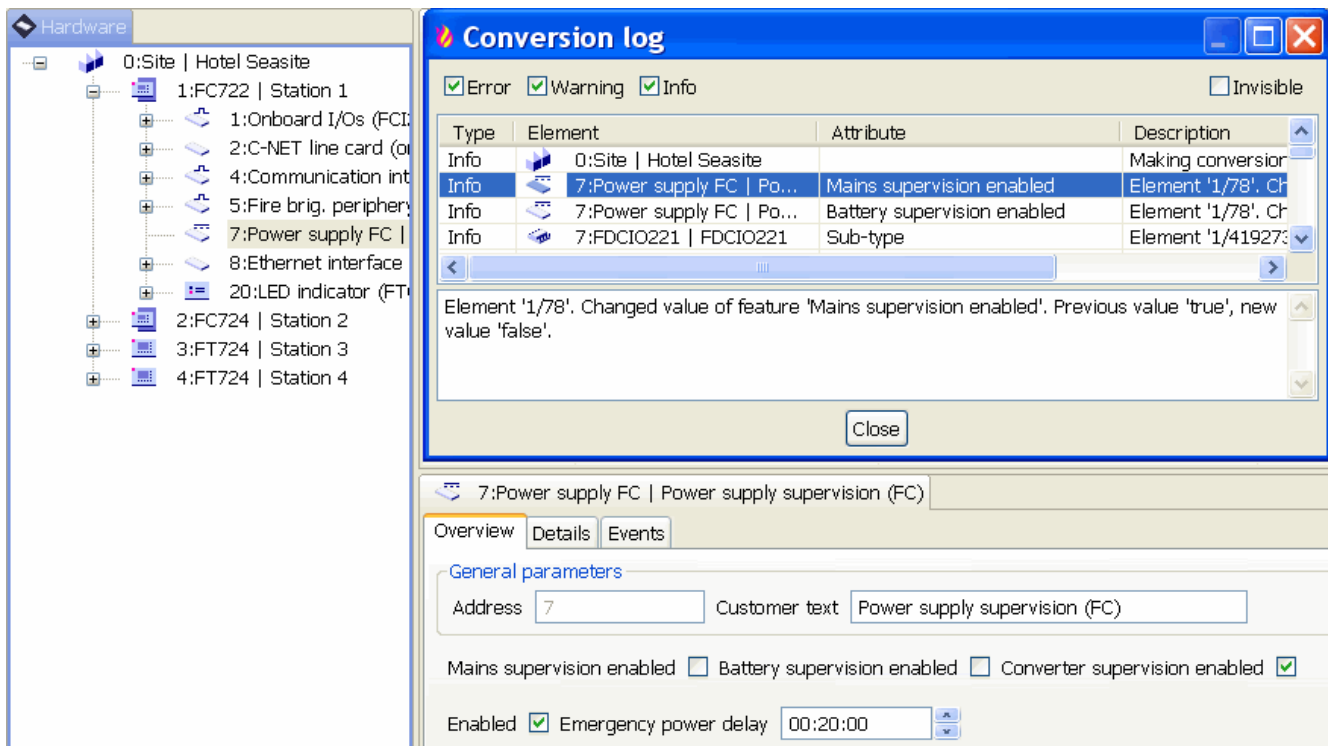 Hardware
0:Site | Hotel Seasite
1:FC722 | Station 1
1:Onboard I/Os
2:C-NET line card
4:Communication
5:Fire brig. periphery
7:Power supply FC |
8:Ethernet interface
20:LED indicator
2:FC724 | Station 2
3:FT724 | Station 3
4:FT724 | Station 4
Conversion log
Error Warning Info Invisible
Type Element Attribute Description
Info 0:Site | Hotel Seasite Making conversion
Info 7:Power supply FC | Po... Mains supervision enabled Element '1/78'. Ch
Info 7:Power supply FC | Po... Battery supervision enabled Element '1/78'. Ch
Info 7:FDCIO221 | FDCIO221 Sub-type Element
Element '1/78'. Changed value of feature 'Mains supervision enabled'. Previous value 'true', new
value 'false'.
Close
7:Power supply FC | Power supply supervision (FC)
Overview Details Events
General parameters
Address 7 Customer text Power supply supervision (FC)
Mains supervision enabled Battery supervision enabled Converter supervision enabled
Enabled Emergency power delay 00:20:00